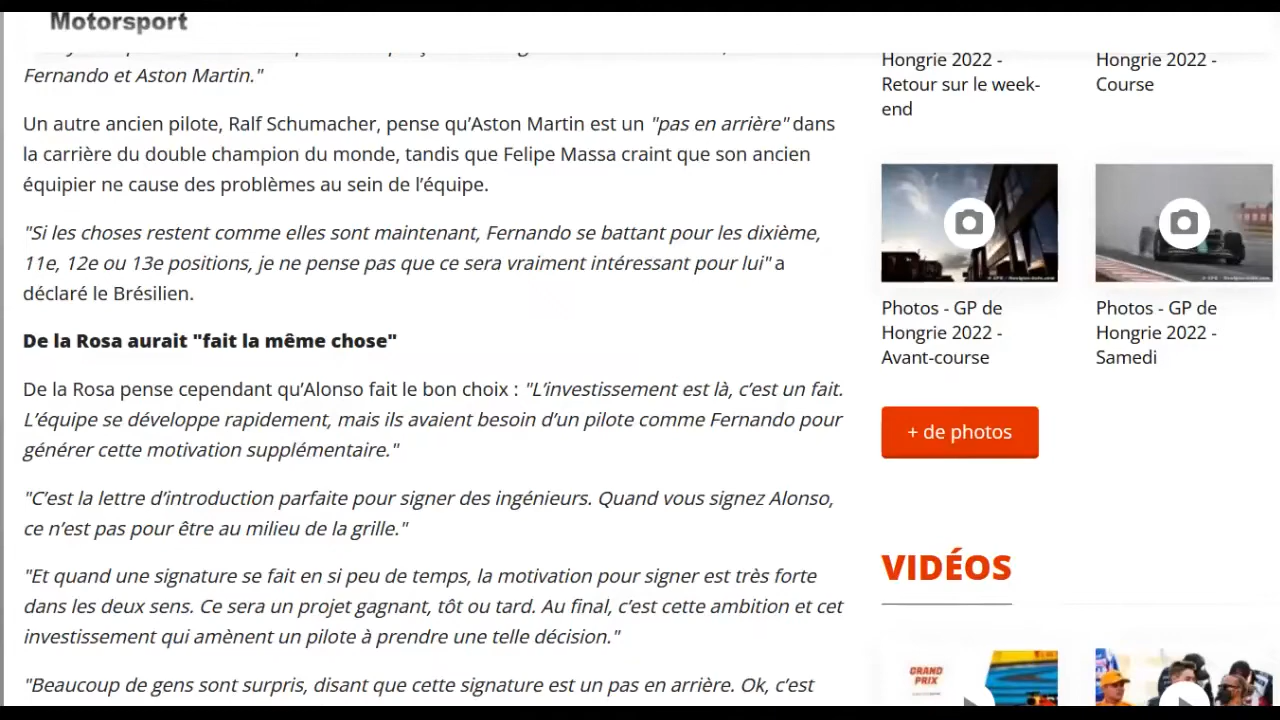 Motorsport
Fernando et Aston Martin."
Un autre ancien pilote, Ralf Schumacher, pense qu’Aston Martin est un "pas en arrière" dans
la carrière du double champion du monde, tandis que Felipe Massa craint que son ancien
équipier ne cause des problèmes au sein de l’équipe.
"Si les choses restent comme elles sont maintenant, Fernando se battant pour les dixième,
11e, 12e ou 13e positions, je ne pense pas que ce sera vraiment intéressant pour lui" a
déclaré le Brésilien.
De la Rosa aurait "fait la même chose"
De la Rosa pense cependant qu’Alonso fait le bon choix : "L’investissement est là, c’est un fait.
L’équipe se développe rapidement, mais ils avaient besoin d’un pilote comme Fernando pour
générer cette motivation supplémentaire."
"C’est la lettre d’introduction parfaite pour signer des ingénieurs. Quand vous signez Alonso,
ce n’est pas pour être au milieu de la grille."
"Et quand une signature se fait en si peu de temps, la motivation pour signer est très forte
dans les deux sens. Ce sera un projet gagnant, tôt ou tard. Au final, c’est cette ambition et cet
investissement qui amènent un pilote à prendre une telle décision."
"Beaucoup de gens sont surpris, disant que cette signature est un pas en arrière. Ok, c’est
Hongrie 2022 -
Retour sur le week-
end
Hongrie 2022 -
Course
Photos - GP de
Hongrie 2022 -
Avant-course
Photos - GP de
Hongrie 2022 -
Samedi
+ de photos
VIDÉOS
GRAND
PRIX